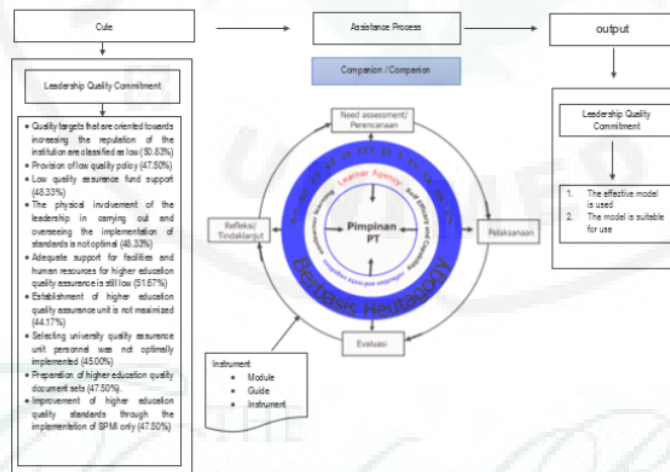 Cute
Assistance Process
output
Companion / Companion
Leadership Quality Commitment
• Quality targets that are oriented towards
increasing the reputation of the
institution are classified as low (50.83%)
• Provision of low quality policy (47.50%)
• Low quality assurance fund support
(48.33%)
• The physical involvement of the
leadership in carrying out and
overseeing the implementation of
standards is not optimal (48.33%)
• Adequate support for facilities and
human resources for higher education
quality assurance is still low (51.67%)
• Establishment of higher education
quality assurance unit is not maximized
(44.17%)
• Selecting university quality assurance
unit personnel was not optimally
implemented (45.00%)
• Preparation of higher education quality
document sets (47.50%).
• Improvement of higher education
quality standards through the
implementation of SPMI only (47.50%)
Need assessment/
Perencanaan
Pendampingan
Learner Agency
Self Efficacy and Capability
Pimpinan
PT
Refleksi/
Tindaklanjut
Pelaksanaan
Berbasis Heutagogy
Evaluasi
Instrument
• Module
• Guide
• Instrument
Leadership Quality
Commitment
1. The effective model
is used
2. The model is suitable
for use